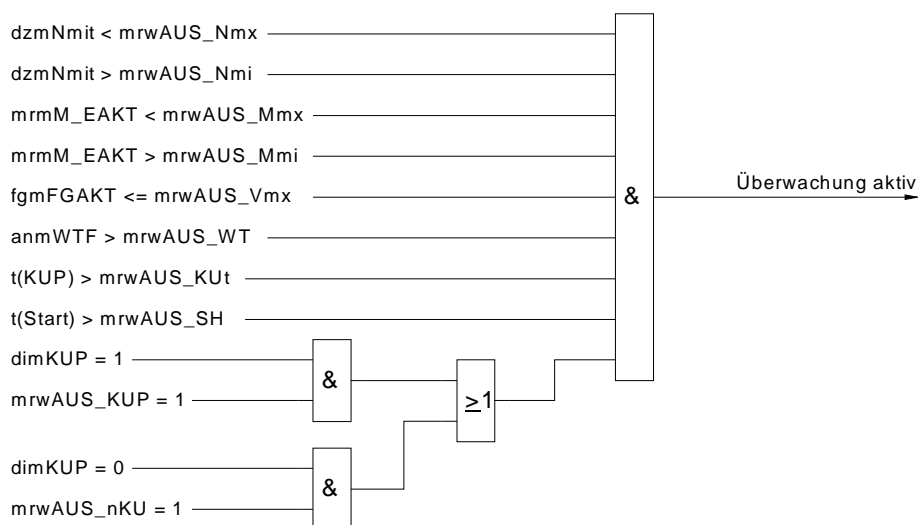 dzmNmit < mrwAUS_Nmx
dzmNmit > mrwAUS_Nmi
mrmM_EAKT < mrwAUS_Mmx
mrmM_EAKT > mrwAUS_Mmi
fgmFGAKT <= mrwAUS_Vmx
&
Überwachung aktiv
anmWTF > mrwAUS_WT
t(KUP) > mrwAUS_KUt
t(Start) > mrwAUS_SH
dimKUP = 1
&
mrwAUS_KUP = 1
≥1
dimKUP = 0
&
mrwAUS_nKU = 1